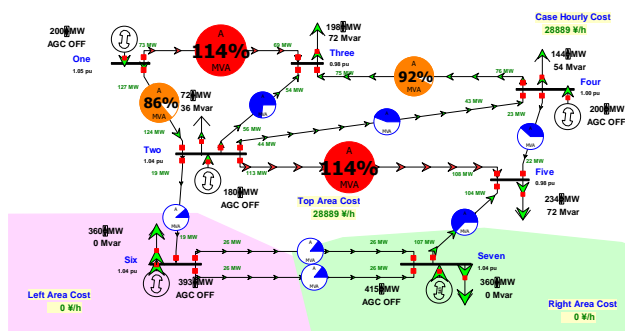 200 MW
AGC OFF
One
1.05 pu
73 MW
A
114%
MVA
69 MW
198 MW
72 Mvar
Three
0.98 pu
Case Hourly Cost
28889 ¥/h
144 MW
54 Mvar
75 MW
A
92%
MVA
76 MW
Four
1.00 pu
127 MW
A
86%
MVA
72 MW
36 Mvar
54 MW
A
MVA
43 MW
23 MW
200 MW
AGC OFF
124 MW
56 MW
A
MVA
A
MVA
Two
1.04 pu
44 MW
19 MW
113 MW
A
114%
MVA
108 MW
22 MW
Five
0.98 pu
180 MW
AGC OFF
Top Area Cost
28889 ¥/h
104 MW
234 MW
72 Mvar
A
MVA
A
MVA
360 MW
0 Mvar
19 MW
Six
1.04 pu
26 MW
A
MVA
26 MW
107 MW
Seven
1.04 pu
26 MW
A
MVA
26 MW
393 MW
AGC OFF
415 MW
AGC OFF
360 MW
0 Mvar
Left Area Cost
0 ¥/h
Right Area Cost
0 ¥/h